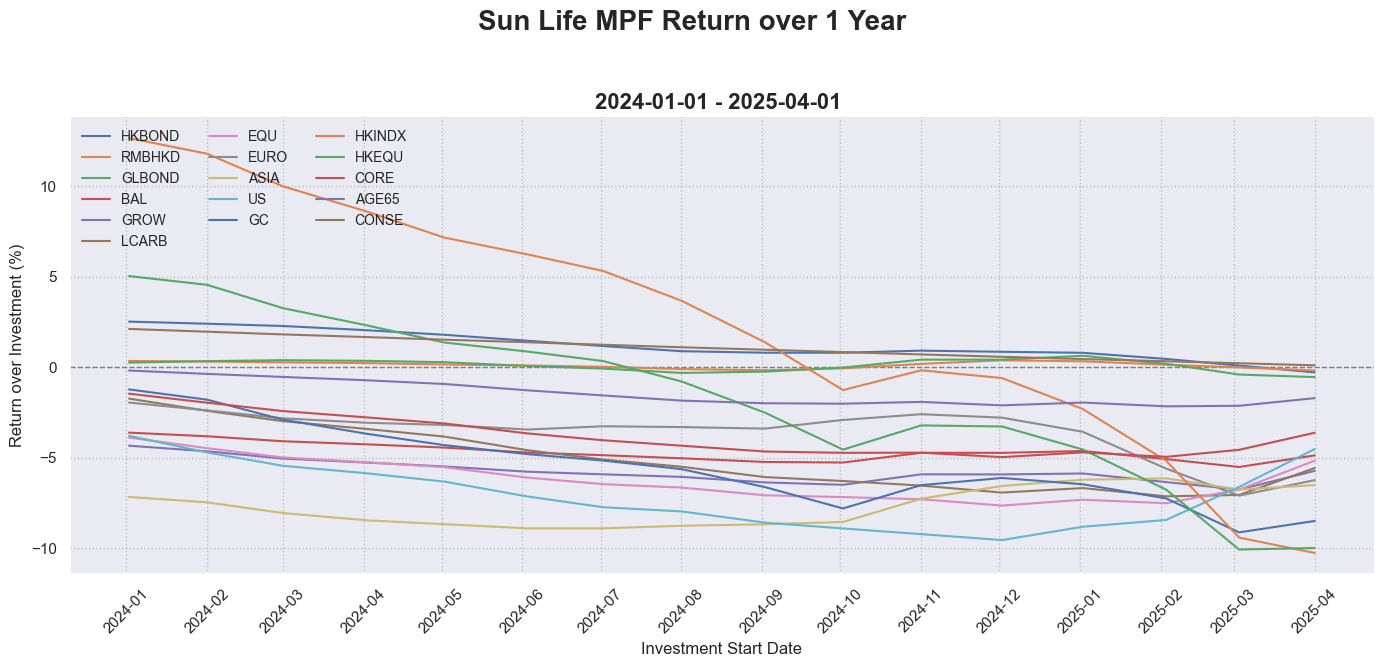 Sun Life MPF Return over 1 Year
2024-01-01 - 2025-04-01
HKBOND
RMBHKD
GLBOND
BAL
GROW
LCARB
EQU
EURO
ASIA
US
GC
HKINDX
HKEQU
CORE
AGE65
CONSE
Return over Investment (%)
10
5
0
−5
−10
2024-01
2024-02
2024-03
2024-04
2024-05
2024-06
2024-07
2024-08
2024-09
2024-10
2024-11
2024-12
2025-01
2025-02
2025-03
2025-04
Investment Start Date